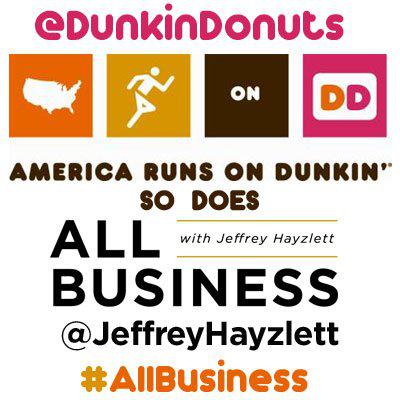 @DunkinDonuts
ON
DD
AMERICA RUNS ON DUNKIN'®
SO DOES
ALL
with Jeffrey Hayzlett
BUSINESS
@JeffreyHayzlett
#AllBusiness